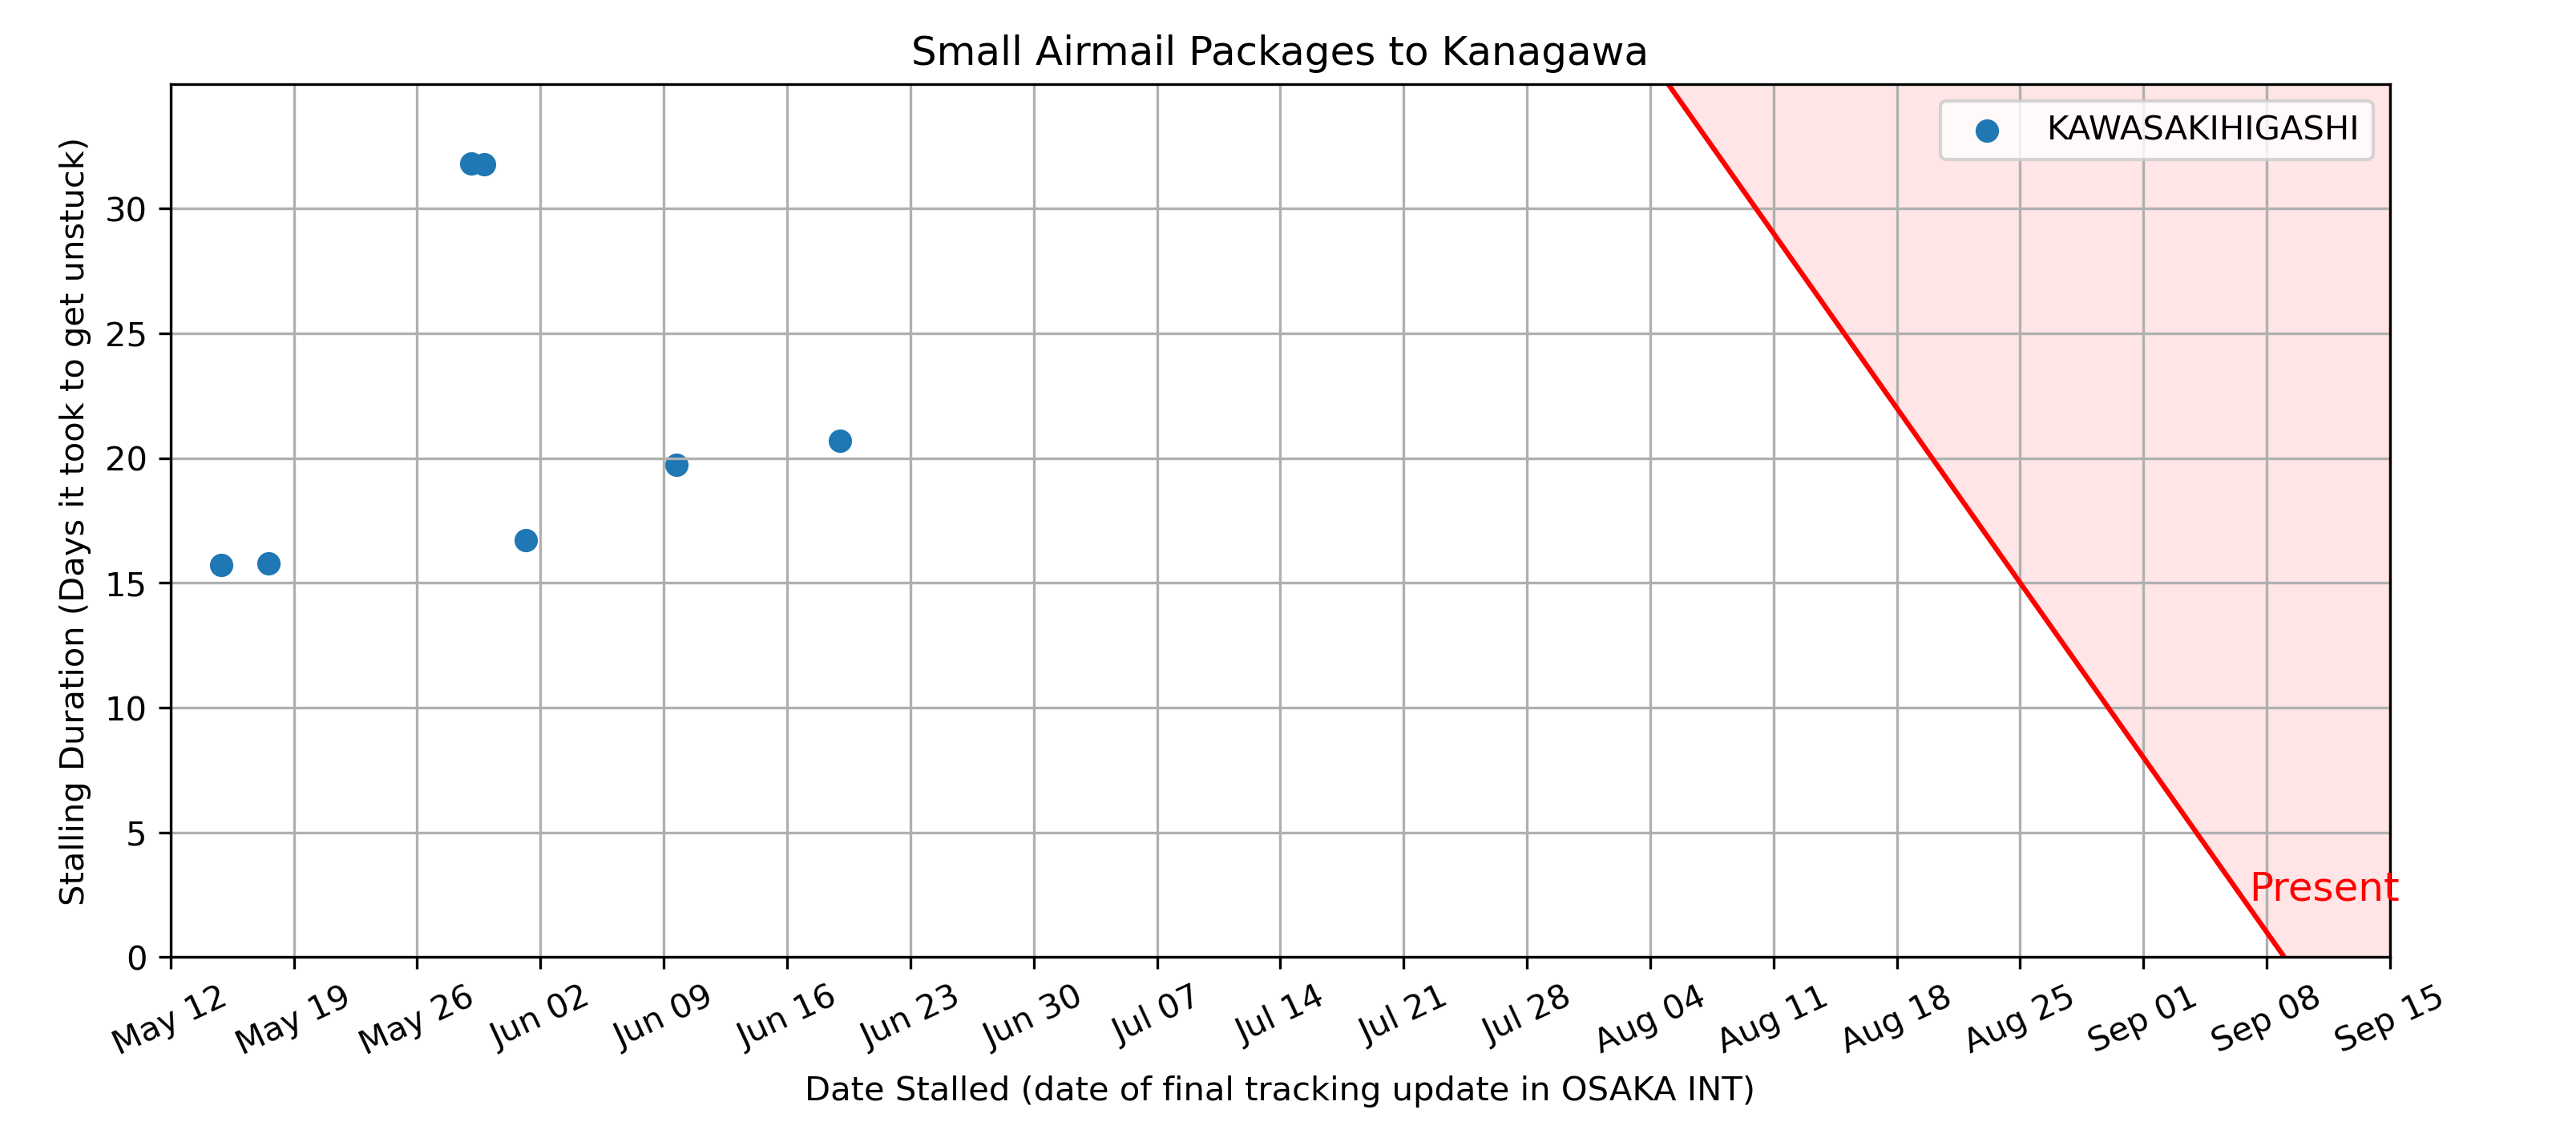 Small Airmail Packages to Kanagawa
KAWASAKIHIGASHI
Stalling Duration (Days it took to get unstuck)
30
25
20
15
10
5
0
Present
May 12 May 19 May 26 Jun 02 Jun 09 Jun 16 Jun 23 Jun 30 Jul 07 Jul 14 Jul 21 Jul 28 Aug 04 Aug 11 Aug 18 Aug 25 Sep 01 Sep 08 Sep 15
Date Stalled (date of final tracking update in OSAKA INT)